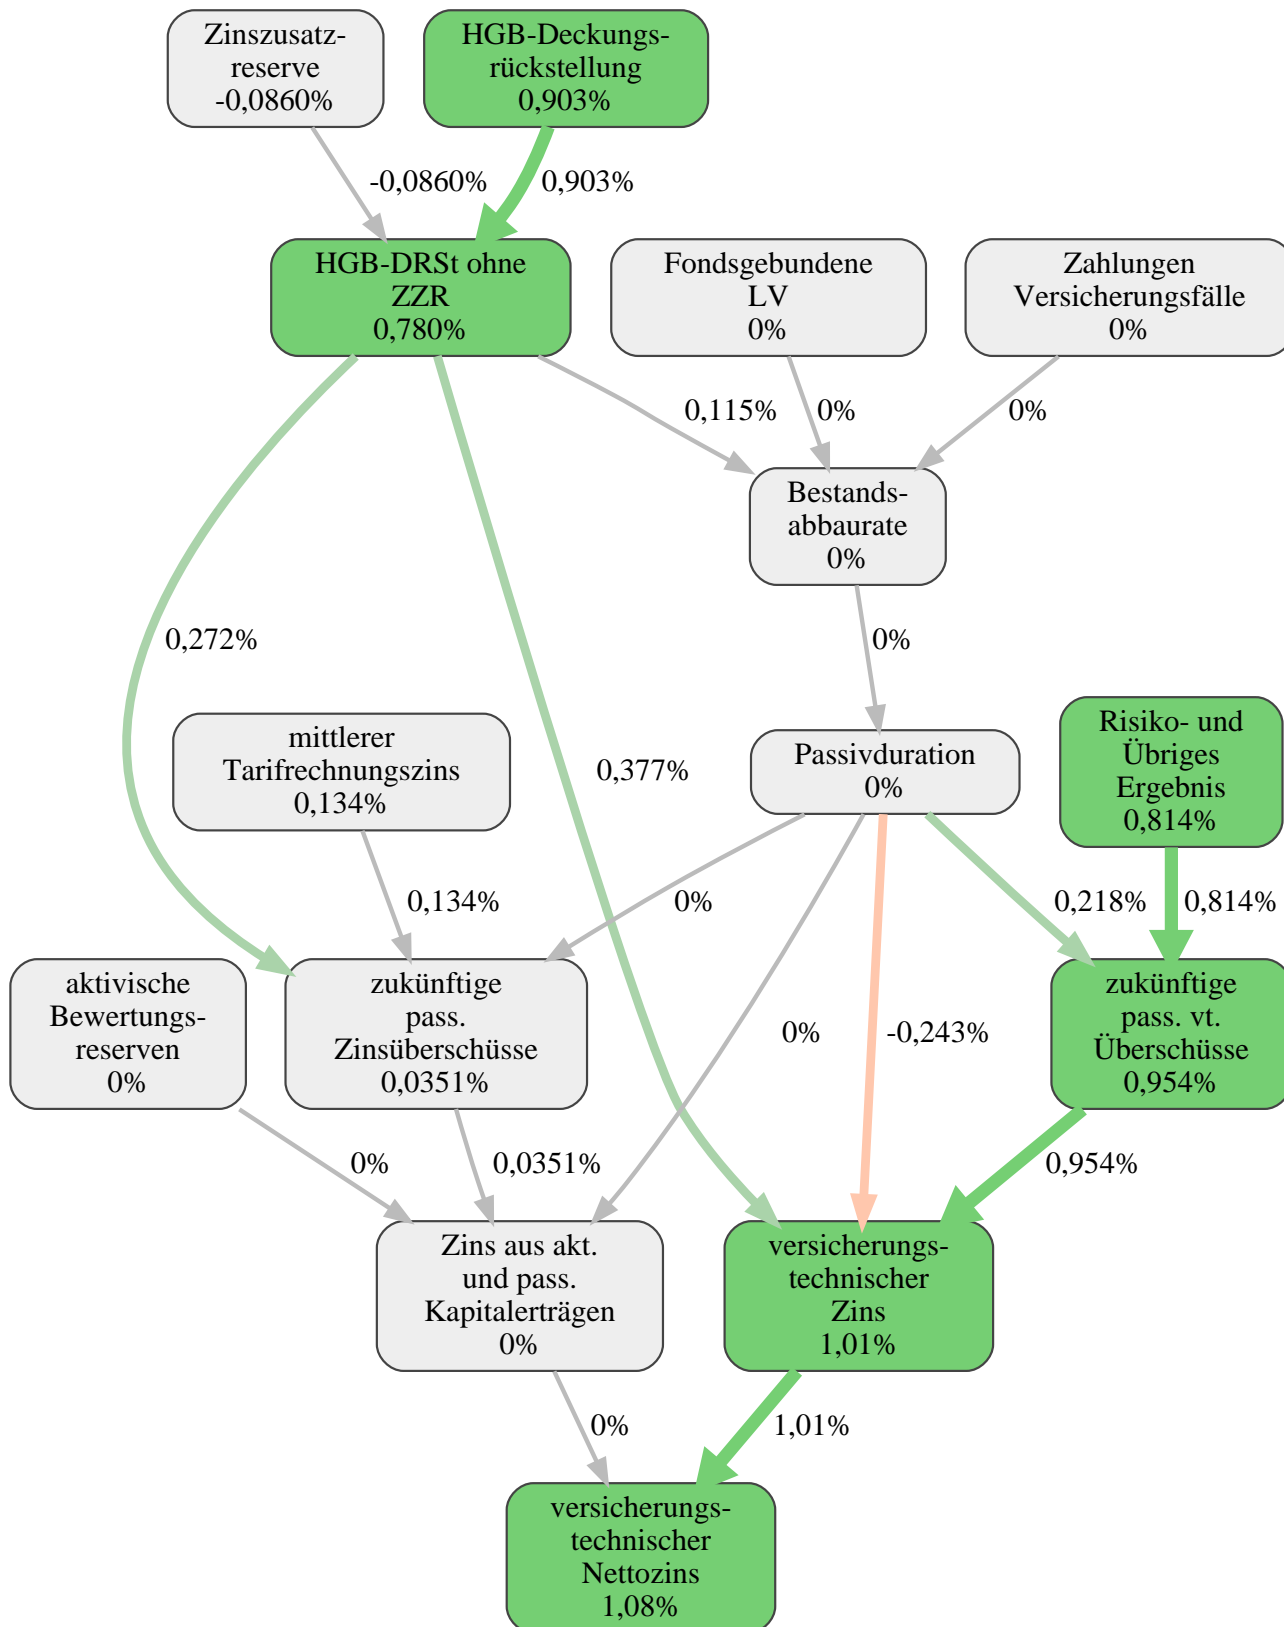 Zinszusatz-
reserve
-0,0860%
HGB-Deckungs-
rückstellung
0,903%
-0,0860%
0,903%
HGB-DRSt ohne
ZZR
0,780%
Fondsgebundene
LV
0%
Zahlungen
Versicherungsfälle
0%
0,115%
0%
0%
Bestands-
abbaurate
0%
0,272%
0%
mittlerer
Tarifrechnungszins
0,134%
0,377%
Passivduration
0%
Risiko- und
Übriges
Ergebnis
0,814%
0,134%
0%
0,218%
0,814%
aktivische
Bewertungs-
reserven
0%
zukünftige
pass.
Zinsüberschüsse
0,0351%
0%
-0,243%
zukünftige
pass. vt.
Überschüsse
0,954%
0%
0,0351%
0,954%
Zins aus akt.
und pass.
Kapitalerträgen
0%
versicherungs-
technischer
Zins
1,01%
0%
1,01%
versicherungs-
technischer
Nettozins
1,08%